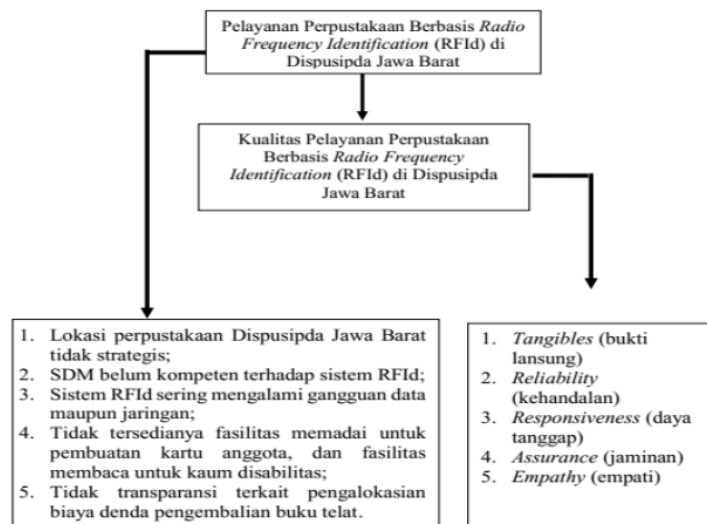 Pelayanan Perpustakaan Berbasis Radio
Frequency Identification (RFId) di
Dispusipda Jawa Barat
Kualitas Pelayanan Perpustakaan
Berbasis Radio Frequency
Identification (RFId) di Dispusipda
Jawa Barat
1. Lokasi perpustakaan Dispusipda Jawa Barat
tidak strategis;
2. SDM belum kompeten terhadap sistem RFId;
3. Sistem RFId sering mengalami gangguan data
maupun jaringan;
4. Tidak tersedianya fasilitas memadai untuk
pembuatan kartu anggota, dan fasilitas
membaca untuk kaum disabilitas;
5. Tidak transparansi terkait pengalokasian
biaya denda pengembalian buku telat.
1. Tangibles (bukti
lansung)
2. Reliability
(kehandalan)
3. Responsiveness (daya
tanggap)
4. Assurance (jaminan)
5. Empathy (empati)